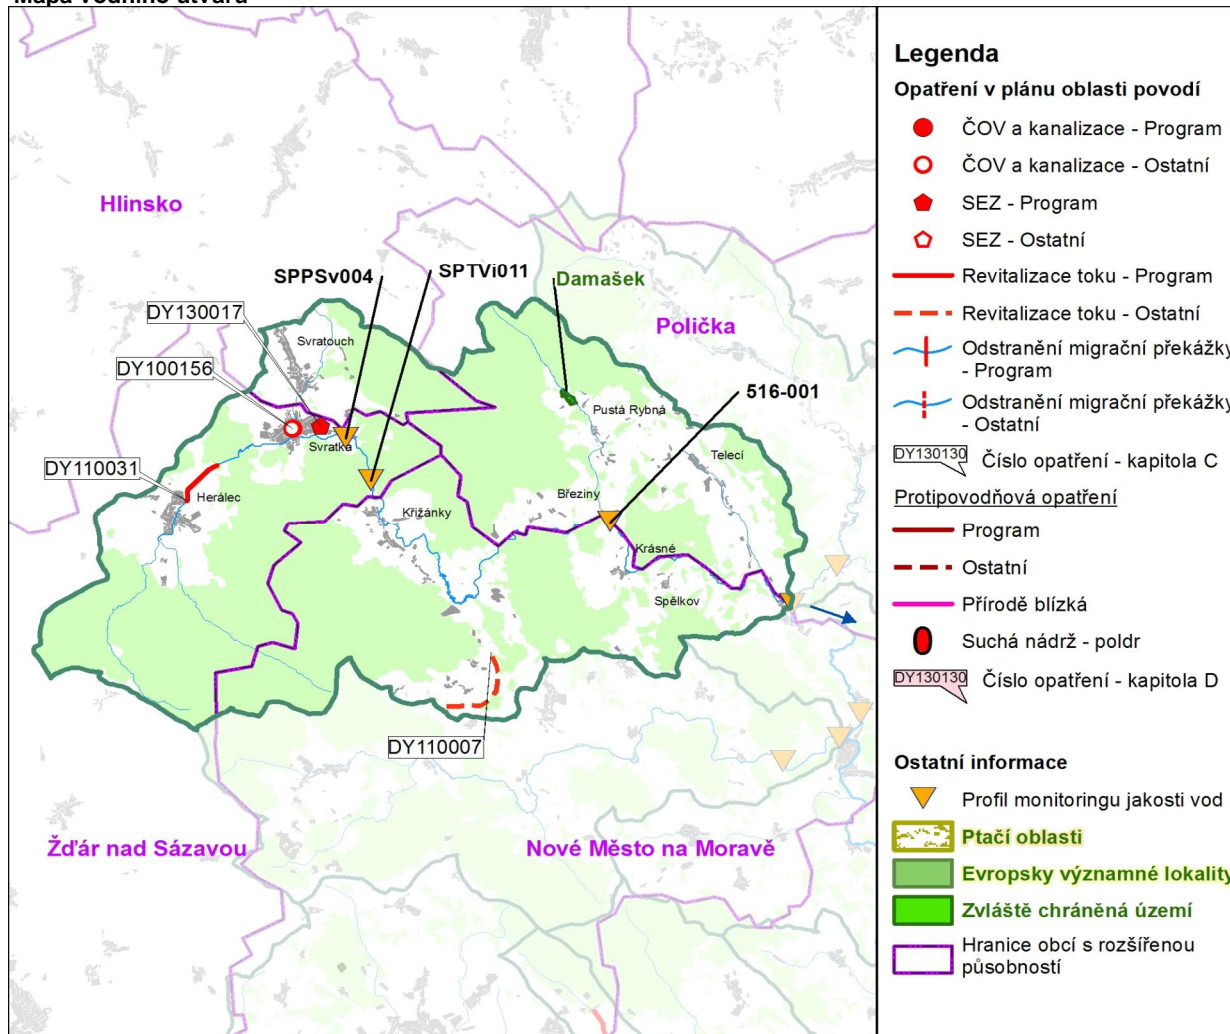 Mapa vodního útvaru
Hlinsko
SPPSv004
SPTVi011
Damašek
Polička
DY130017
Svratouch
DY100156
516-001
Pustá Rybná
Svratka
Telecí
DY110031
Herálec
Březiny
Křižánky
Krásné
Spělkov
DY110007
Žďár nad Sázavou
Nové Město na Moravě
Legenda
Opatření v plánu oblasti povodí
ČOV a kanalizace - Program
ČOV a kanalizace - Ostatní
SEZ - Program
SEZ - Ostatní
Revitalizace toku - Program
Revitalizace toku - Ostatní
Odstranění migrační překážky
- Program
Odstranění migrační překážky
- Ostatní
DY130130 Číslo opatření - kapitola C
Protipovodňová opatření
Program
Ostatní
Přírodě blízká
Suchá nádrž - poldr
DY130130 Číslo opatření - kapitola D
Ostatní informace
Profil monitoringu jakosti vod
Ptačí oblasti
Evropsky významné lokality
Zvláště chráněná území
Hranice obcí s rozšířenou
působností